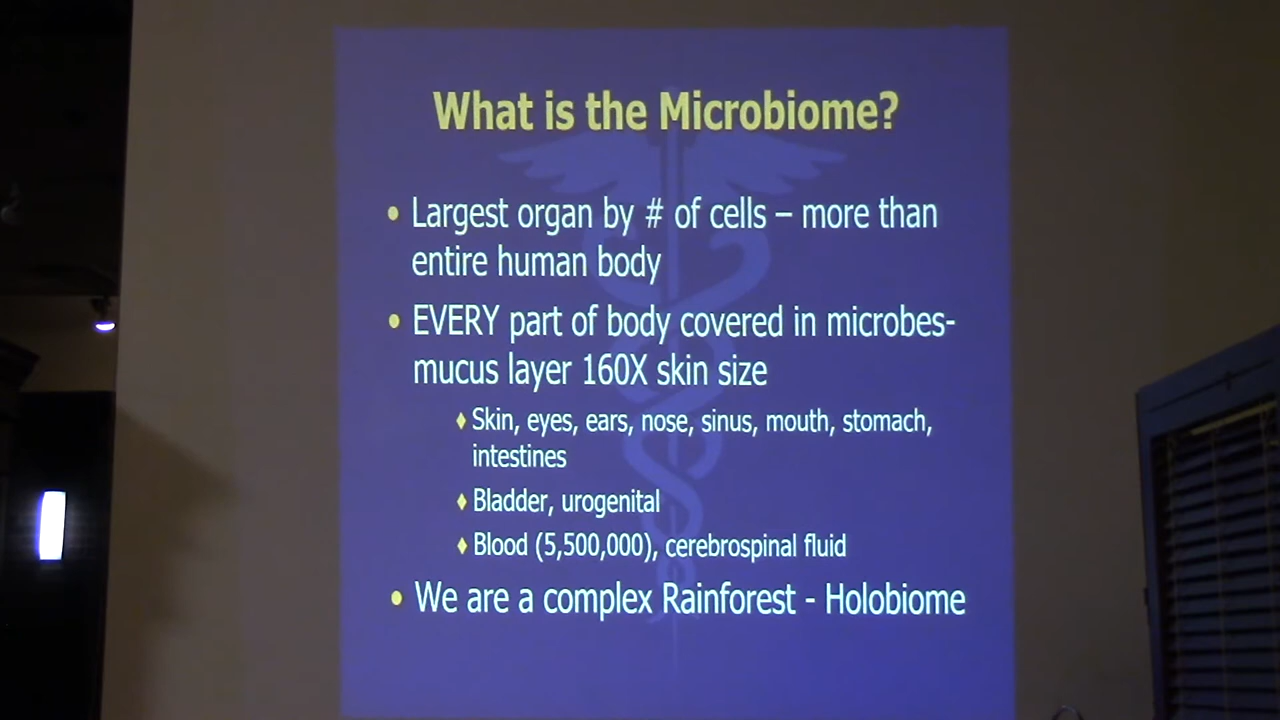 What is the Microbiome?
• Largest organ by # of cells – more than
entire human body
• EVERY part of body covered in microbes-
mucus layer 160X skin size
♦ Skin, eyes, ears, nose, sinus, mouth, stomach,
intestines
♦ Bladder, urogenital
♦ Blood (5,500,000), cerebrospinal fluid
• We are a complex Rainforest - Holobiome